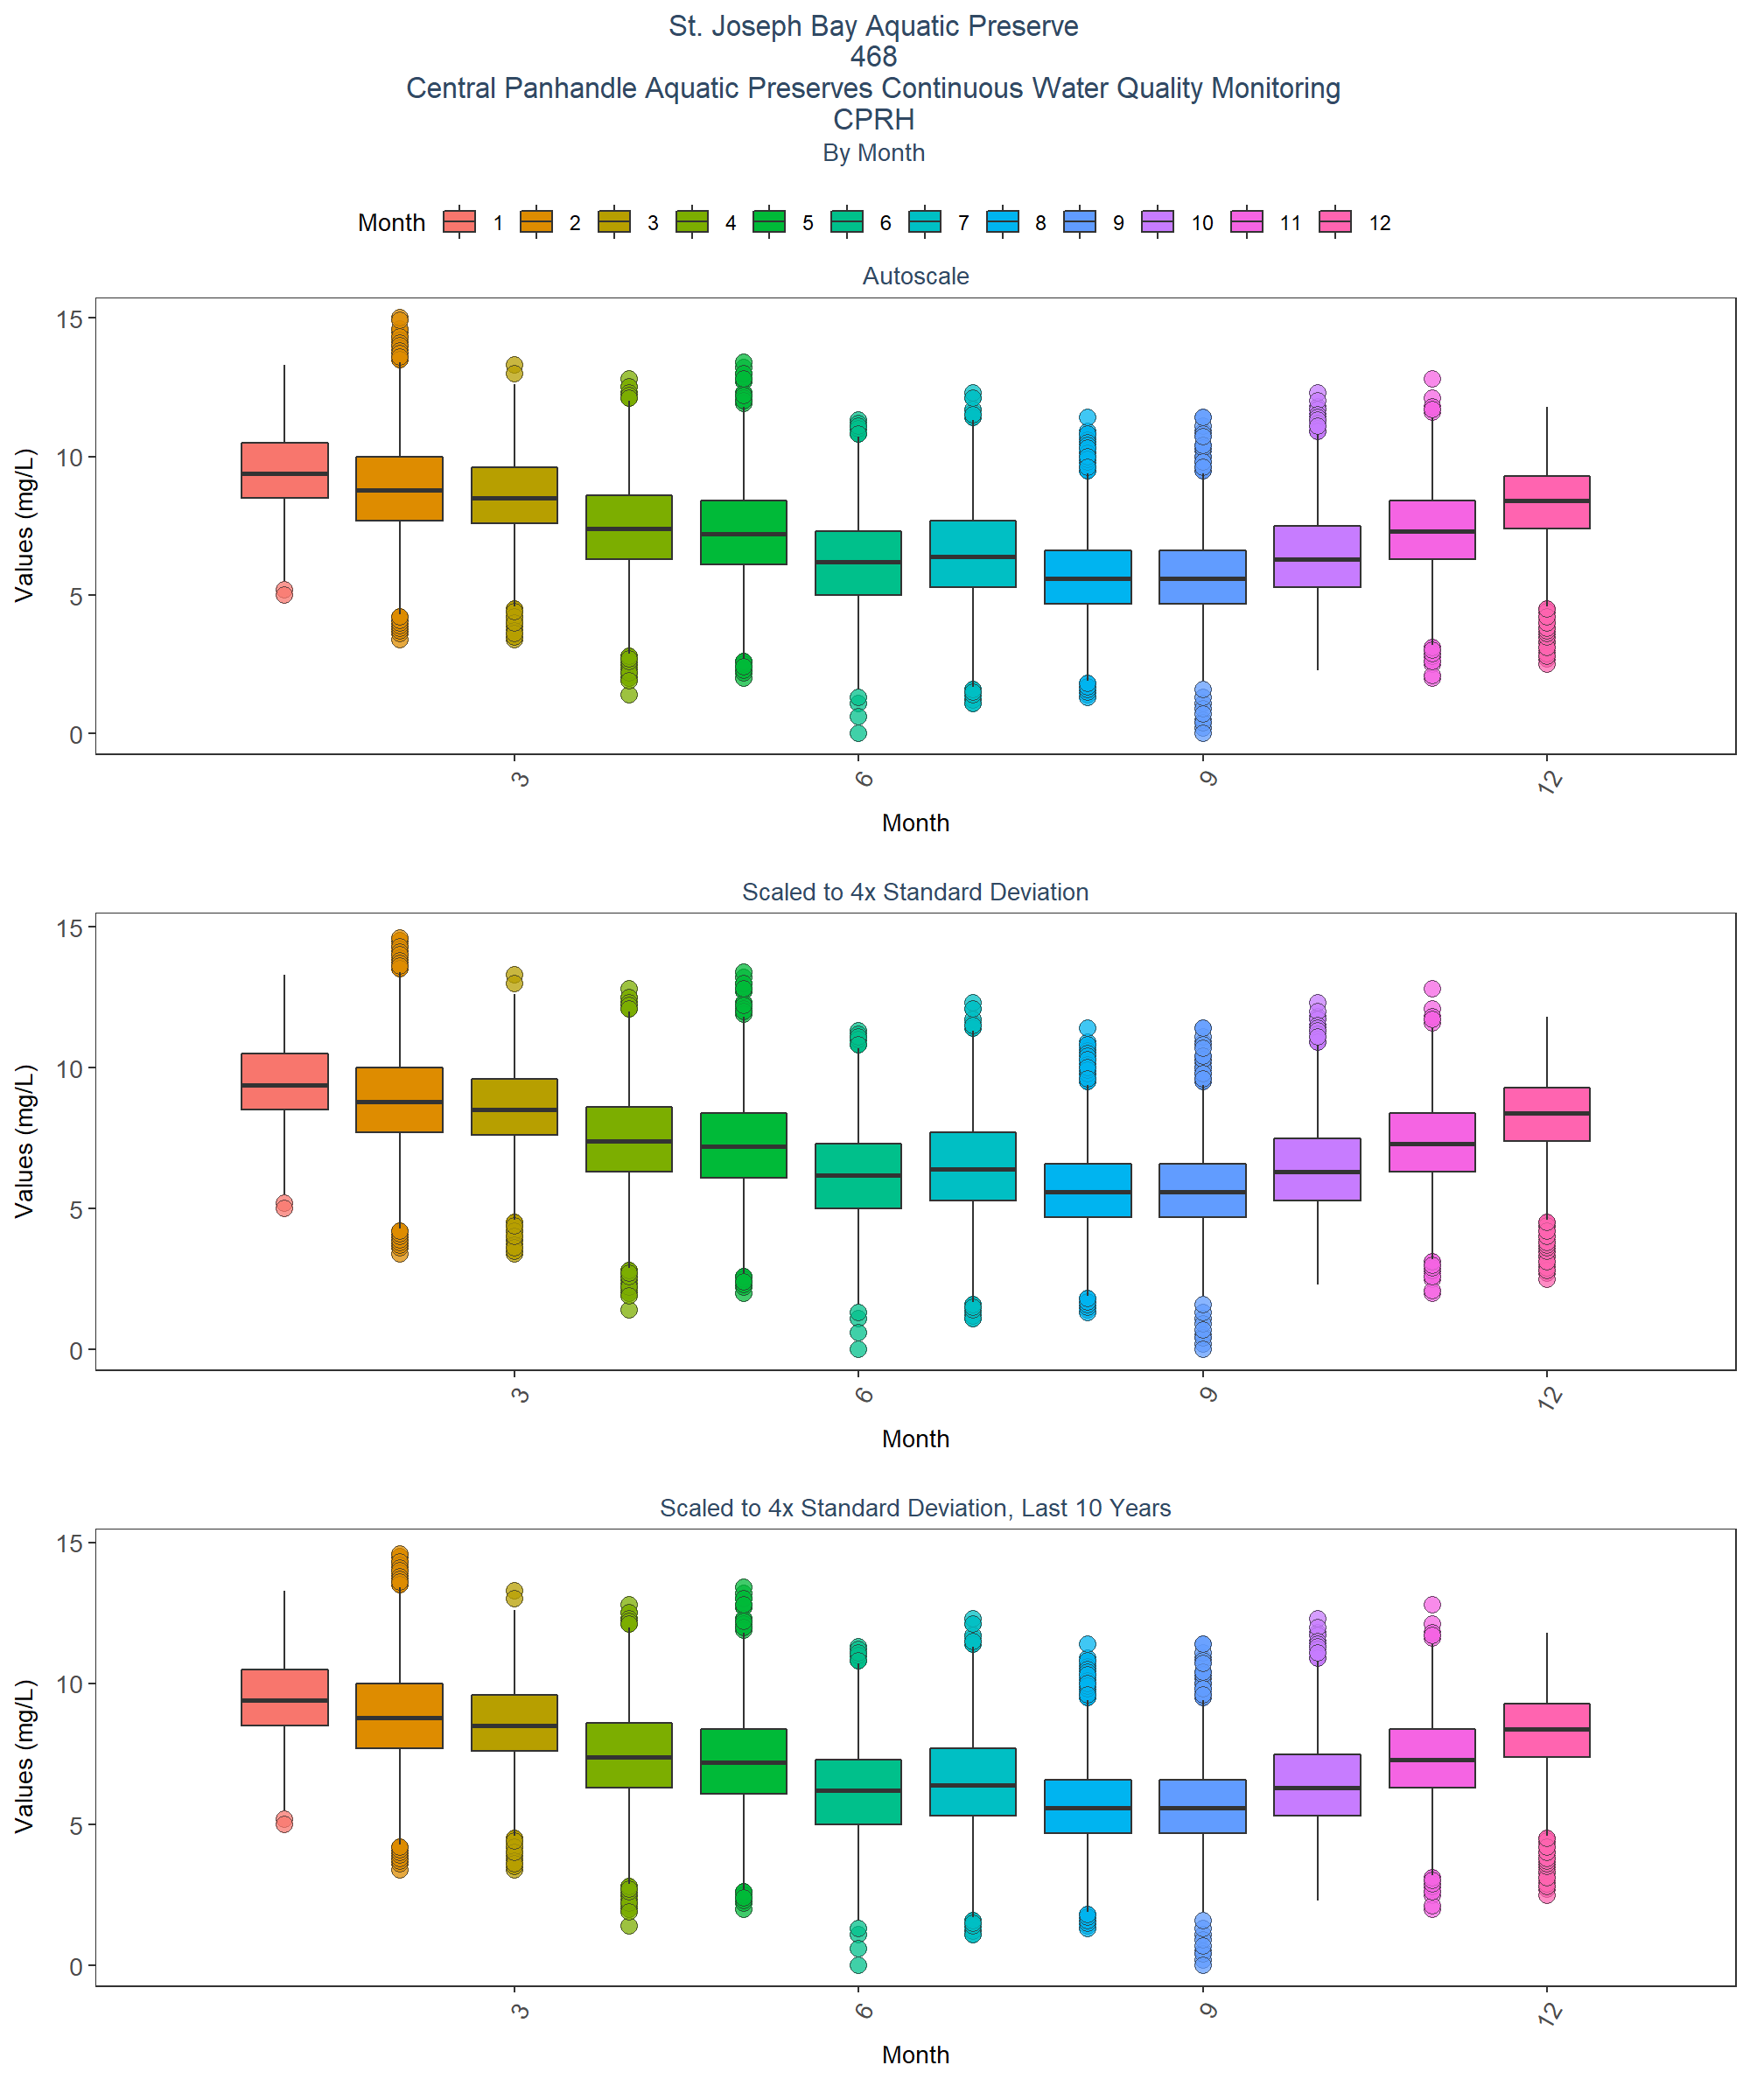 St. Joseph Bay Aquatic Preserve
468
Central Panhandle Aquatic Preserves Continuous Water Quality Monitoring
CPRH
By Month
Month 1 2 3 4 5 6 7 8 9 10 11 12
Autoscale
Values (mg/L)
15
10
5
0
3 6 9 12
Month
Scaled to 4x Standard Deviation
Values (mg/L)
15
10
5
0
3 6 9 12
Month
Scaled to 4x Standard Deviation, Last 10 Years
Values (mg/L)
15
10
5
0
3 6 9 12
Month